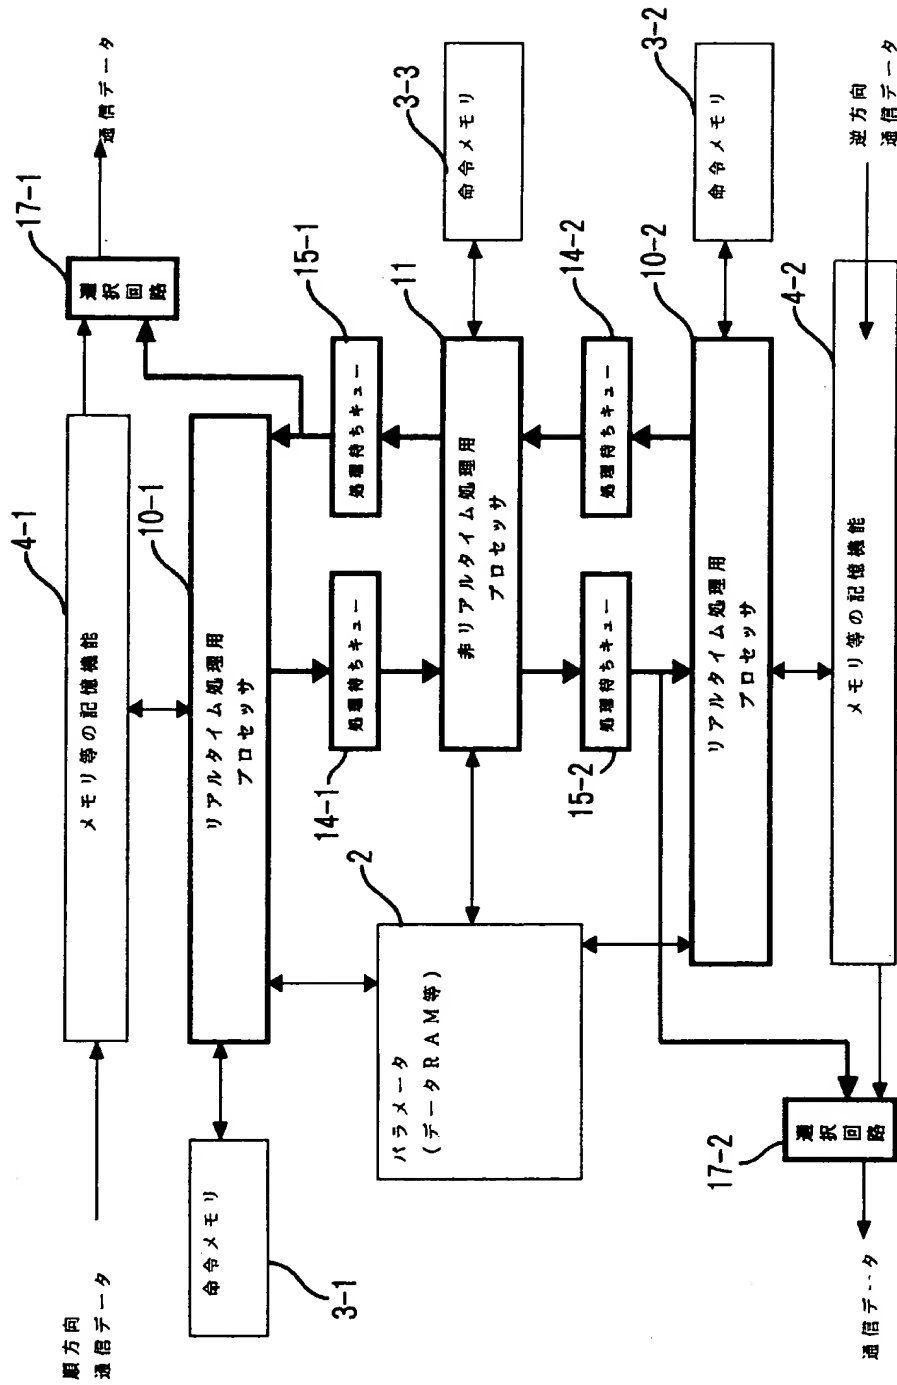 順方向
通信データ
メモリ等の記憶機能
4-1
選択
回路
17-1
通信データ
命令メモリ
3-1
リアルタイム処理用
プロセッサ
10-1
処理待ちキュー
14-1
処理待ちキュー
15-1
パラメータ
(データRAM等)
2
非リアルタイム処理用
プロセッサ
11
命令メモリ
3-3
処理待ちキュー
15-2
処理待ちキュー
14-2
リアルタイム処理用
プロセッサ
10-2
命令メモリ
3-2
通信データ
選択
回路
17-2
メモリ等の記憶機能
4-2
逆方向
通信データ